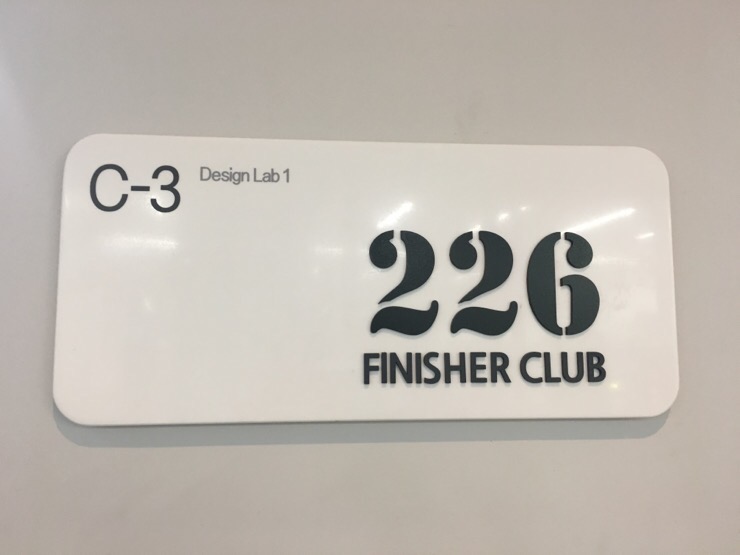 C-3 Design Lab 1
226
FINISHER CLUB